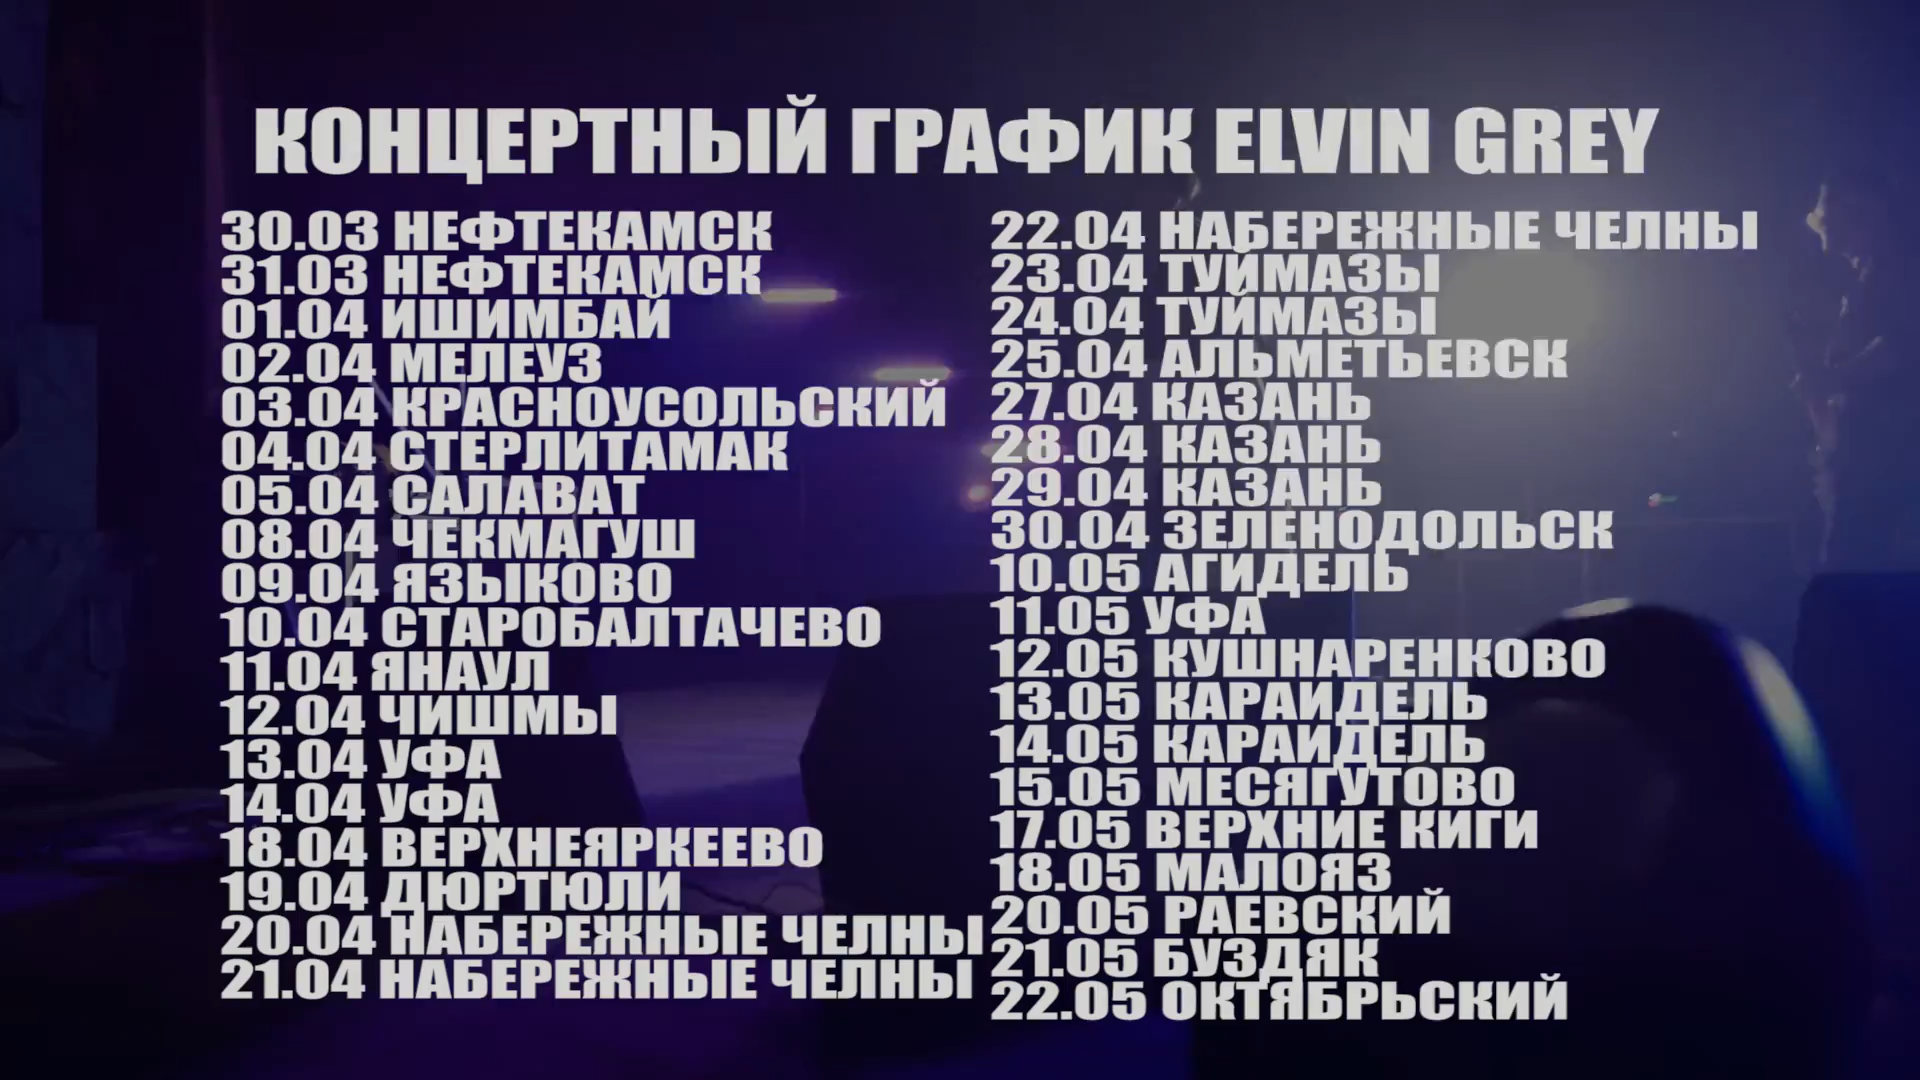 КОНЦЕРТНЫЙ ГРАФИК ELVIN GREY
30.03 НЕФТЕКАМСК
31.03 НЕФТЕКАМСК
01.04 ИШИМБАЙ
02.04 МЕЛЕУЗ
03.04 КРАСНОУСОЛЬСКИЙ
04.04 СТЕРЛИТАМАК
05.04 САЛАВАТ
08.04 ЧЕКМАГУШ
09.04 ЯЗЫКОВО
10.04 СТАРОБАЛТАЧЕВО
11.04 ЯНАУЛ
12.04 ЧИШМЫ
13.04 УФА
14.04 УФА
18.04 ВЕРХНЕЯРКЕЕВО
19.04 ДЮРТЮЛИ
20.04 НАБЕРЕЖНЫЕ ЧЕЛНЫ
21.04 НАБЕРЕЖНЫЕ ЧЕЛНЫ
22.04 НАБЕРЕЖНЫЕ ЧЕЛНЫ
23.04 ТУЙМАЗЫ
24.04 ТУЙМАЗЫ
25.04 АЛЬМЕТЬЕВСК
27.04 КАЗАНЬ
28.04 КАЗАНЬ
29.04 КАЗАНЬ
30.04 ЗЕЛЕНОДОЛЬСК
10.05 АГИДЕЛЬ
11.05 УФА
12.05 КУШНАРЕНКОВО
13.05 КАРАИДЕЛЬ
14.05 КАРАИДЕЛЬ
15.05 МЕСЯГУТОВО
17.05 ВЕРХНИЕ КИГИ
18.05 МАЛОЯЗ
20.05 РАЕВСКИЙ
21.05 БУЗДЯК
22.05 ОКТЯБРЬСКИЙ